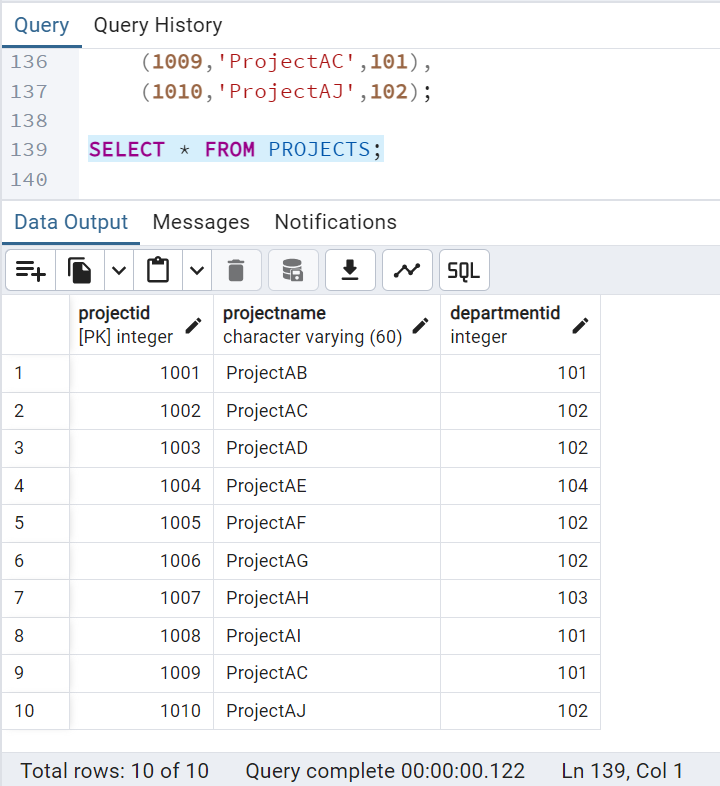 Query Query History
136 (1009,'ProjectAC',101),
137 (1010,'ProjectAJ',102);
138
139 SELECT * FROM PROJECTS;
140
Data Output Messages Notifications
SQL
projectid projectname departmentid
[PK] integer character varying (60) integer
1 1001 ProjectAB 101
2 1002 ProjectAC 102
3 1003 ProjectAD 102
4 1004 ProjectAE 104
5 1005 ProjectAF 102
6 1006 ProjectAG 102
7 1007 ProjectAH 103
8 1008 ProjectAI 101
9 1009 ProjectAC 101
10 1010 ProjectAJ 102
Total rows: 10 of 10 Query complete 00:00:00.122 Ln 139, Col 1